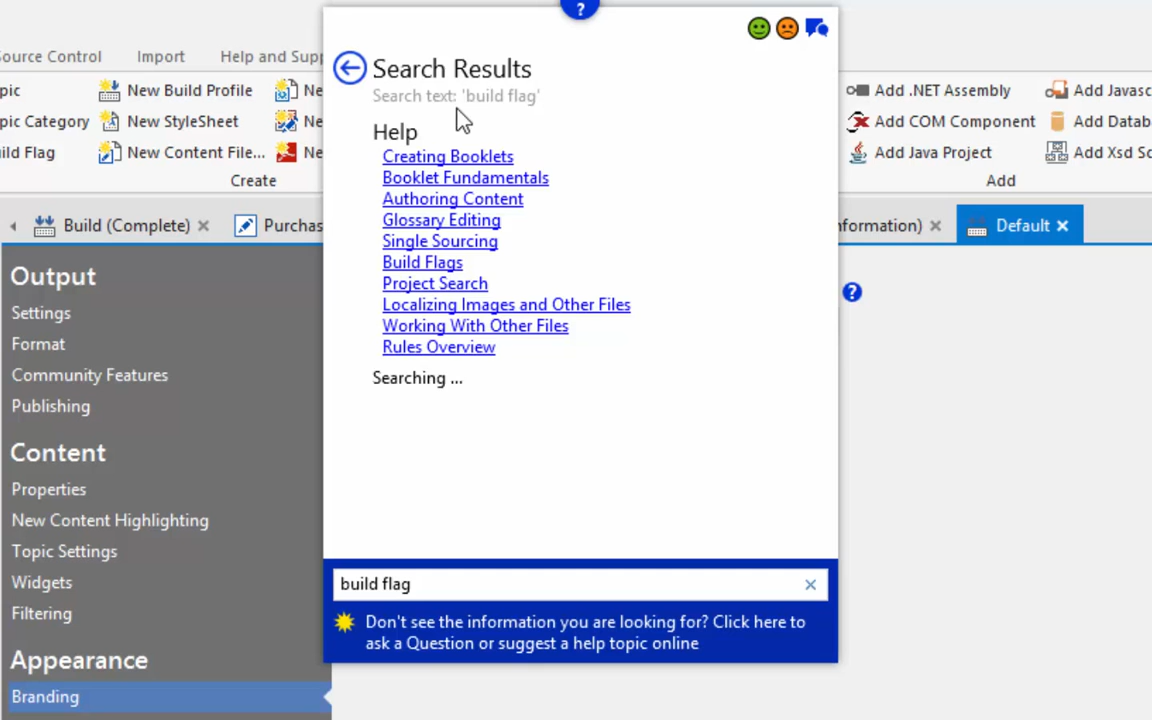 ?
Source Control Import Help and Supp
Search Results
Search text: 'build flag'
pic New Build Profile Ne Add .NET Assembly Add Javasc
pic Category New StyleSheet Ne Add COM Component Add Datab
ild Flag New Content File... Ne Add Java Project Add Xsd Sc
Create Add
Help
Creating Booklets
Booklet Fundamentals
Authoring Content
Glossary Editing
Single Sourcing
Build Flags
Project Search
Localizing Images and Other Files
Working With Other Files
Rules Overview
Searching ...
Build (Complete) Purchas nformation) Default
?
Output
Settings
Format
Community Features
Publishing
Content
Properties
New Content Highlighting
Topic Settings
Widgets
Filtering
Appearance
Branding
build flag
Don't see the information you are looking for? Click here to
ask a Question or suggest a help topic online